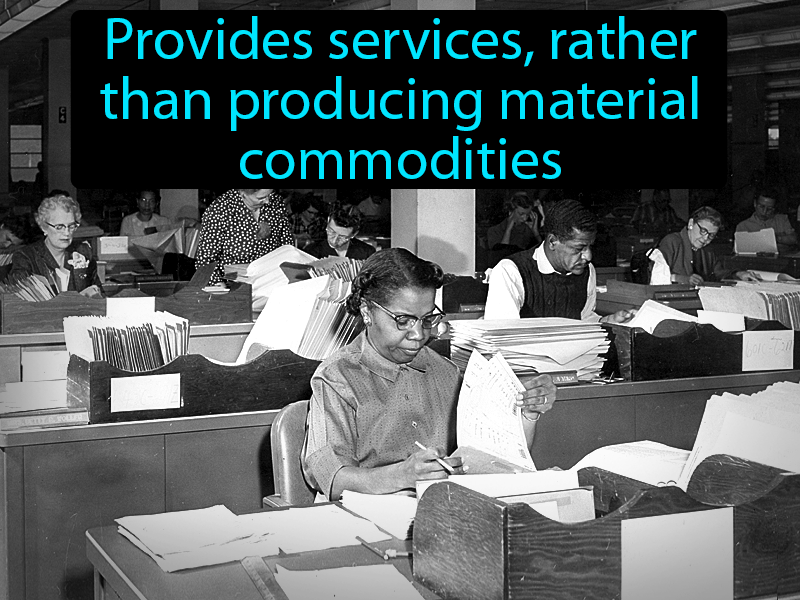 Provides services, rather
than producing material
commodities